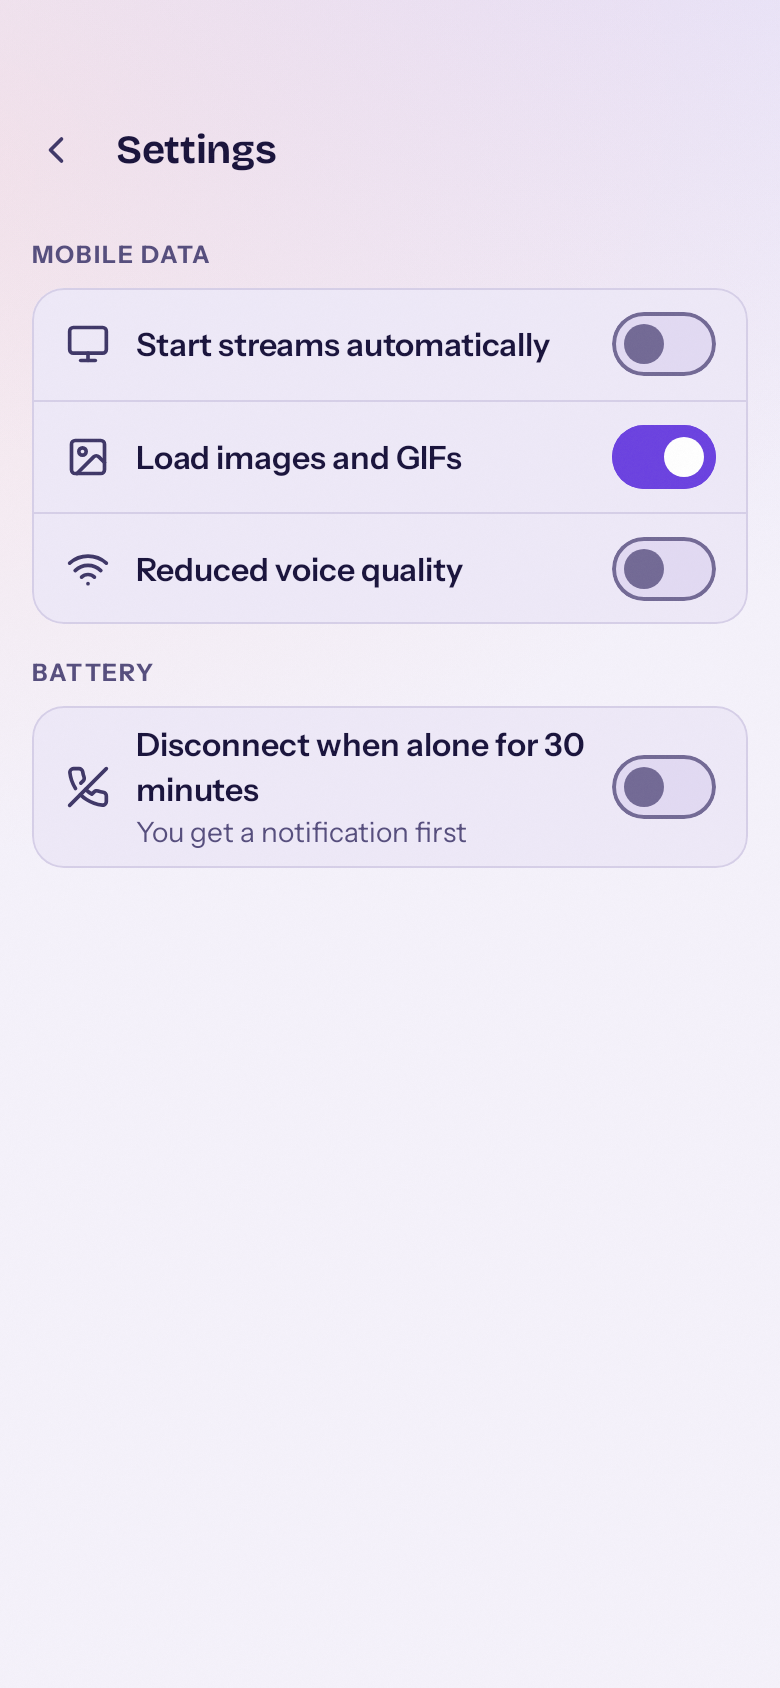 Settings
MOBILE DATA
Start streams automatically
Load images and GIFs
Reduced voice quality
BATTERY
Disconnect when alone for 30
minutes
You get a notification first